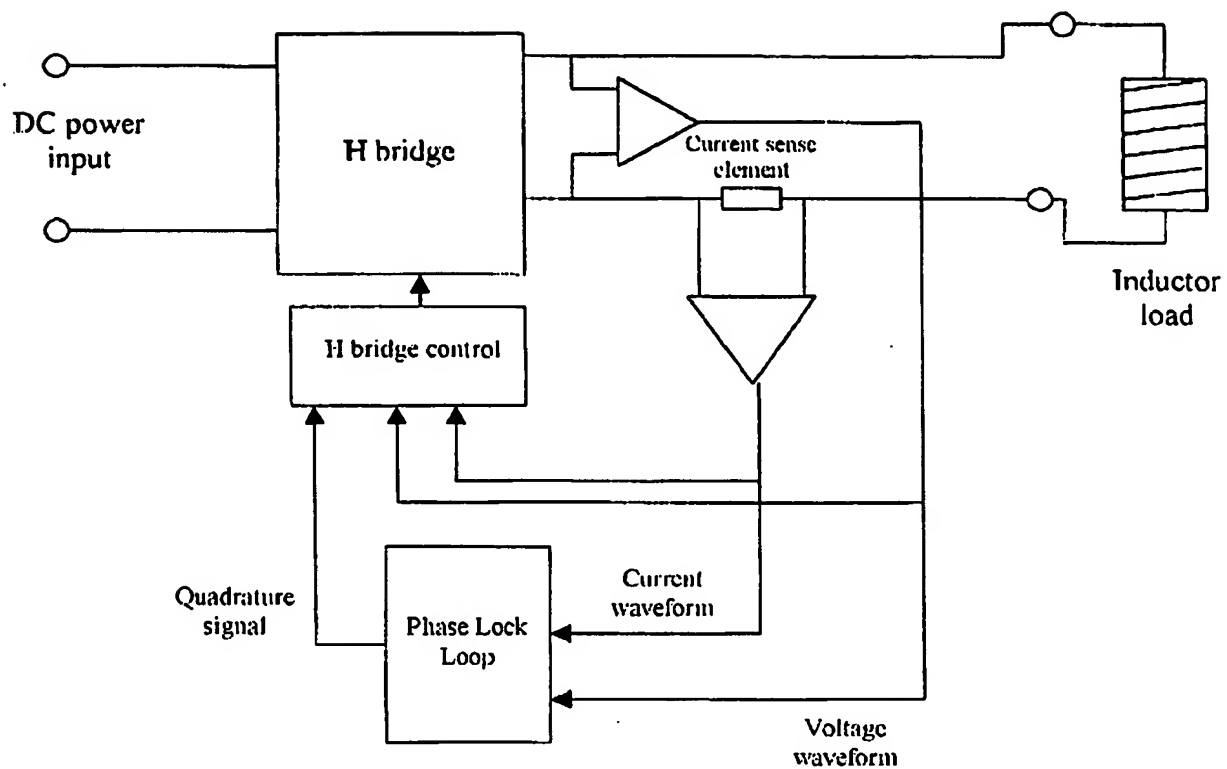 DC power
input
H bridge
Current sense
element
Inductor
load
H bridge control
Quadrature
signal
Phase Lock
Loop
Current
waveform
Voltage
waveform